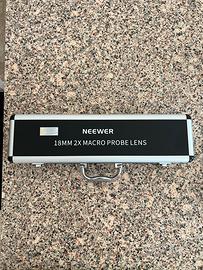 NEEWER
18MM 2X MACRO PROBE LENS